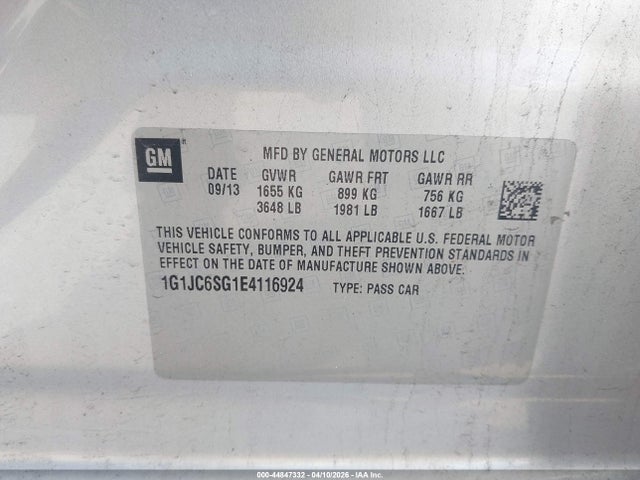 GM
MFD BY GENERAL MOTORS LLC
DATE GVWR GAWR FRT GAWR RR
09/13 1655 KG 899 KG 756 KG
3648 LB 1981 LB 1667 LB
THIS VEHICLE CONFORMS TO ALL APPLICABLE U.S. FEDERAL MOTOR
VEHICLE SAFETY, BUMPER, AND THEFT PREVENTION STANDARDS IN
EFFECT ON THE DATE OF MANUFACTURE SHOWN ABOVE.
1G1JC6SG1E4116924 TYPE: PASS CAR
000-44847332 - 04/10/2026 - IAA, Inc.